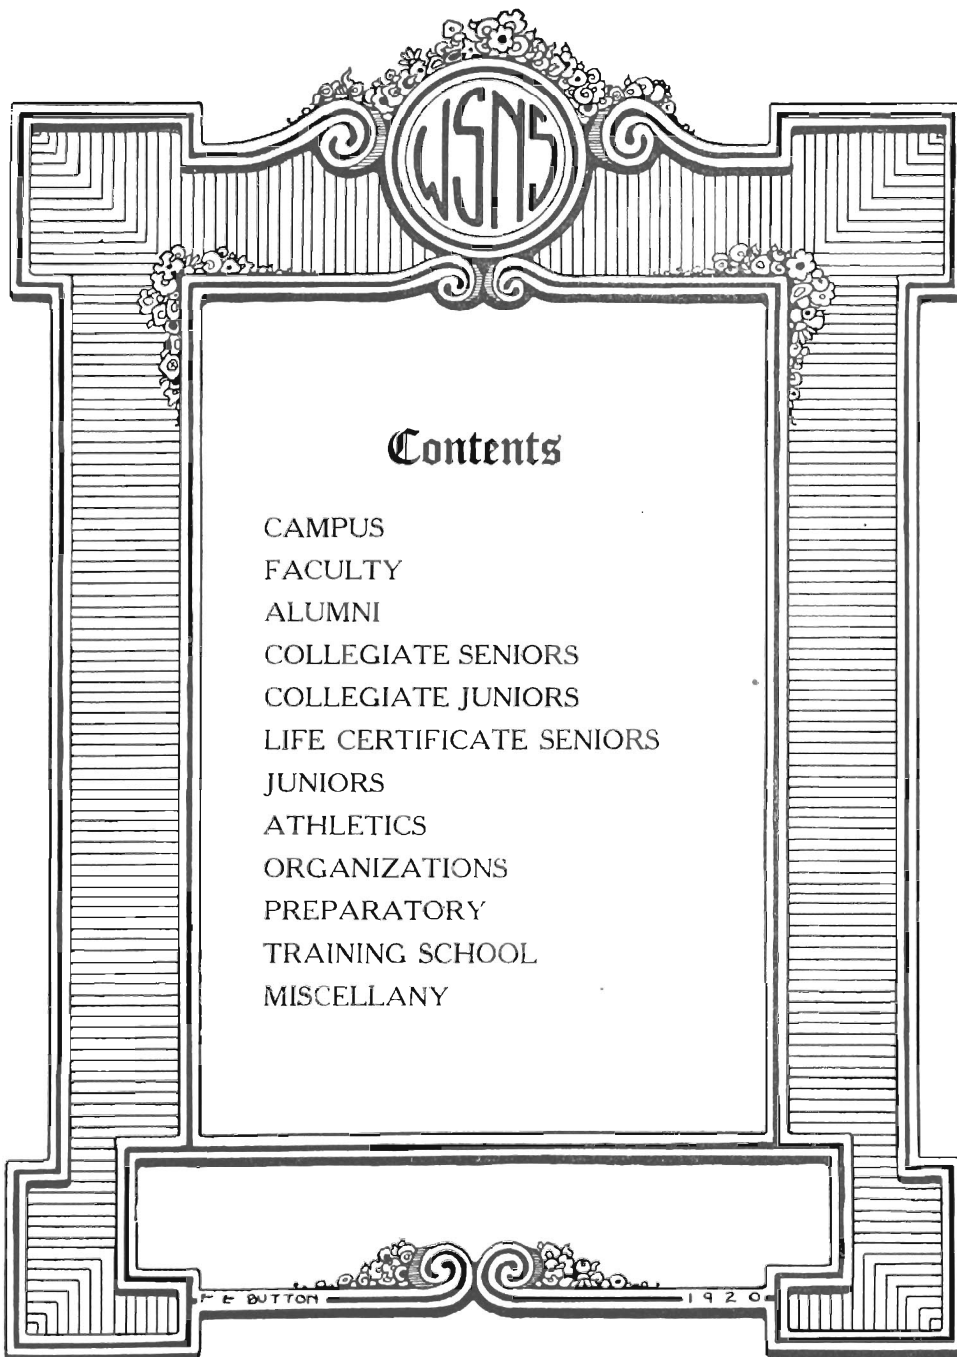 WSNS
Contents
CAMPUS
FACULTY
ALUMNI
COLLEGIATE SENIORS
COLLEGIATE JUNIORS
LIFE CERTIFICATE SENIORS
JUNIORS
ATHLETICS
ORGANIZATIONS
PREPARATORY
TRAINING SCHOOL
MISCELLANY
F E BUTTON 1920